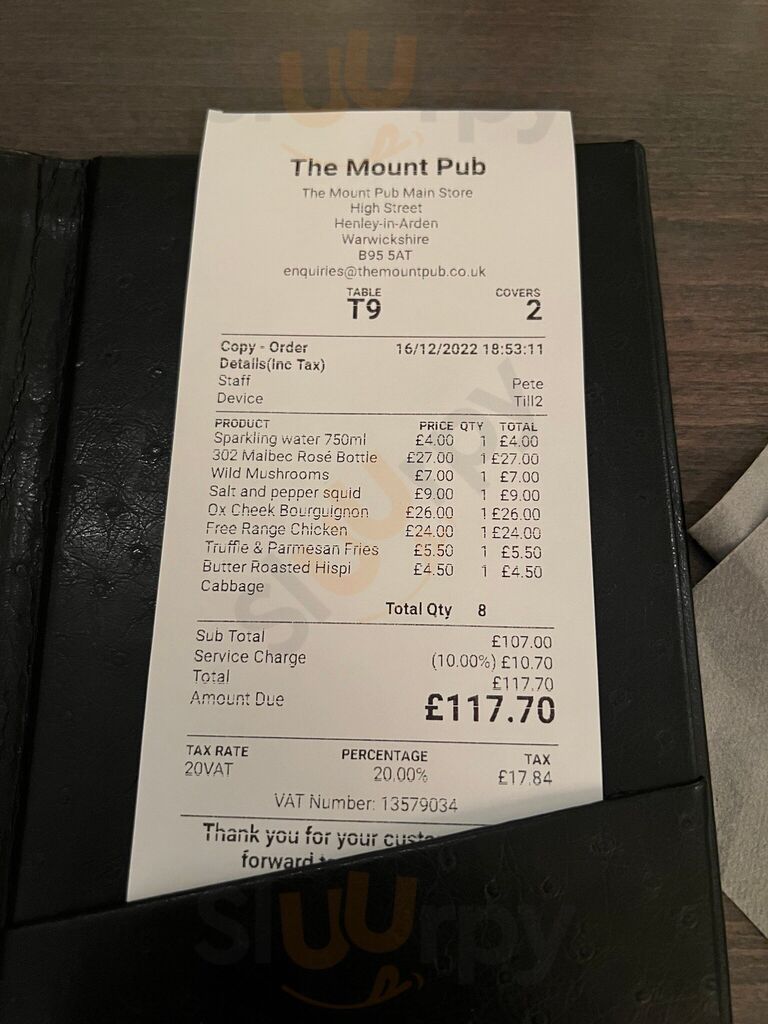 The Mount Pub
The Mount Pub Main Store
High Street
Henley-in-Arden
Warwickshire
B95 5AT
enquiries@themountpub.co.uk
TABLE COVERS
T9 2
Copy - Order 16/12/2022 18:53:11
Details(Inc Tax)
Staff Pete
Device Till2
PRODUCT PRICE QTY TOTAL
Sparkling water 750ml £4.00 1 £4.00
302 Malbec Rosé Bottle £27.00 1 £27.00
Wild Mushrooms £7.00 1 £7.00
Salt and pepper squid £9.00 1 £9.00
Ox Cheek Bourguignon £26.00 1 £26.00
Free Range Chicken £24.00 1 £24.00
Truffle & Parmesan Fries £5.50 1 £5.50
Butter Roasted Hispi £4.50 1 £4.50
Cabbage
Total Qty 8
Sub Total £107.00
Service Charge (10.00%) £10.70
Total £117.70
Amount Due £117.70
TAX RATE PERCENTAGE TAX
20VAT 20.00% £17.84
VAT Number: 13579034
Thank you for your
forward
sluurpy
sluurpy
sluurpy